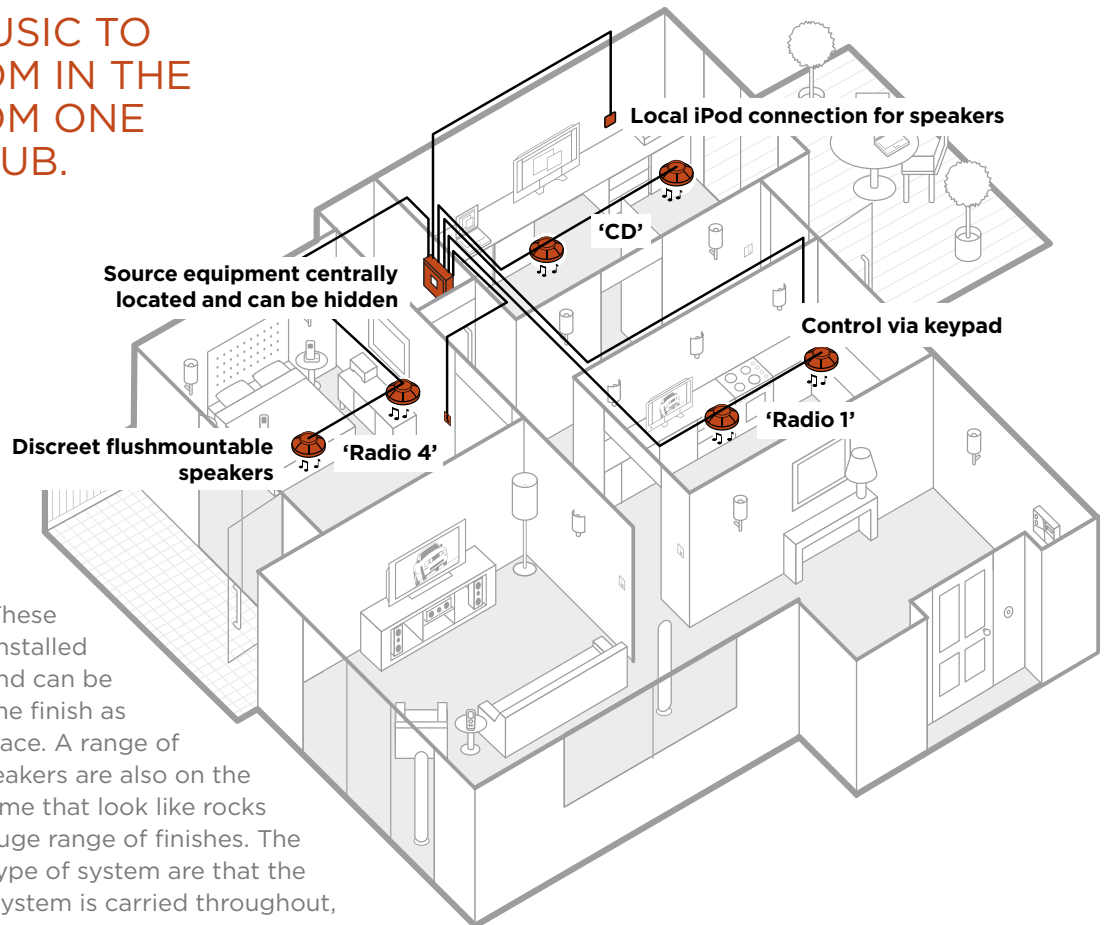 USIC TO
OM IN THE
OM ONE
UB.
Local iPod connection for speakers
‘CD’
Source equipment centrally
located and can be hidden
Control via keypad
‘Radio 1’
Discreet flushmountable
speakers
‘Radio 4’
These
nstalled
nd can be
ne finish as
ace. A range of
eakers are also on the
me that look like rocks
uge range of finishes. The
ype of system are that the
ystem is carried throughout,